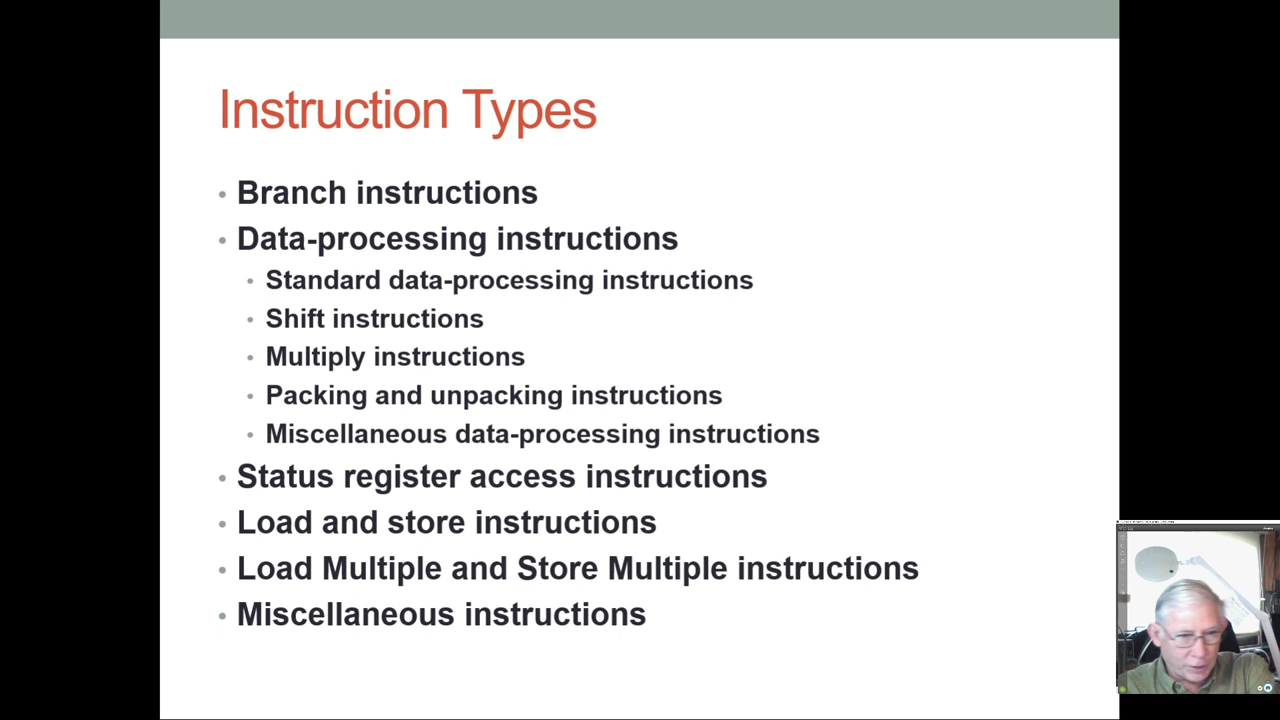 Instruction Types
Branch instructions
Data-processing instructions
Standard data-processing instructions
Shift instructions
Multiply instructions
Packing and unpacking instructions
Miscellaneous data-processing instructions
Status register access instructions
Load and store instructions
Load Multiple and Store Multiple instructions
Miscellaneous instructions